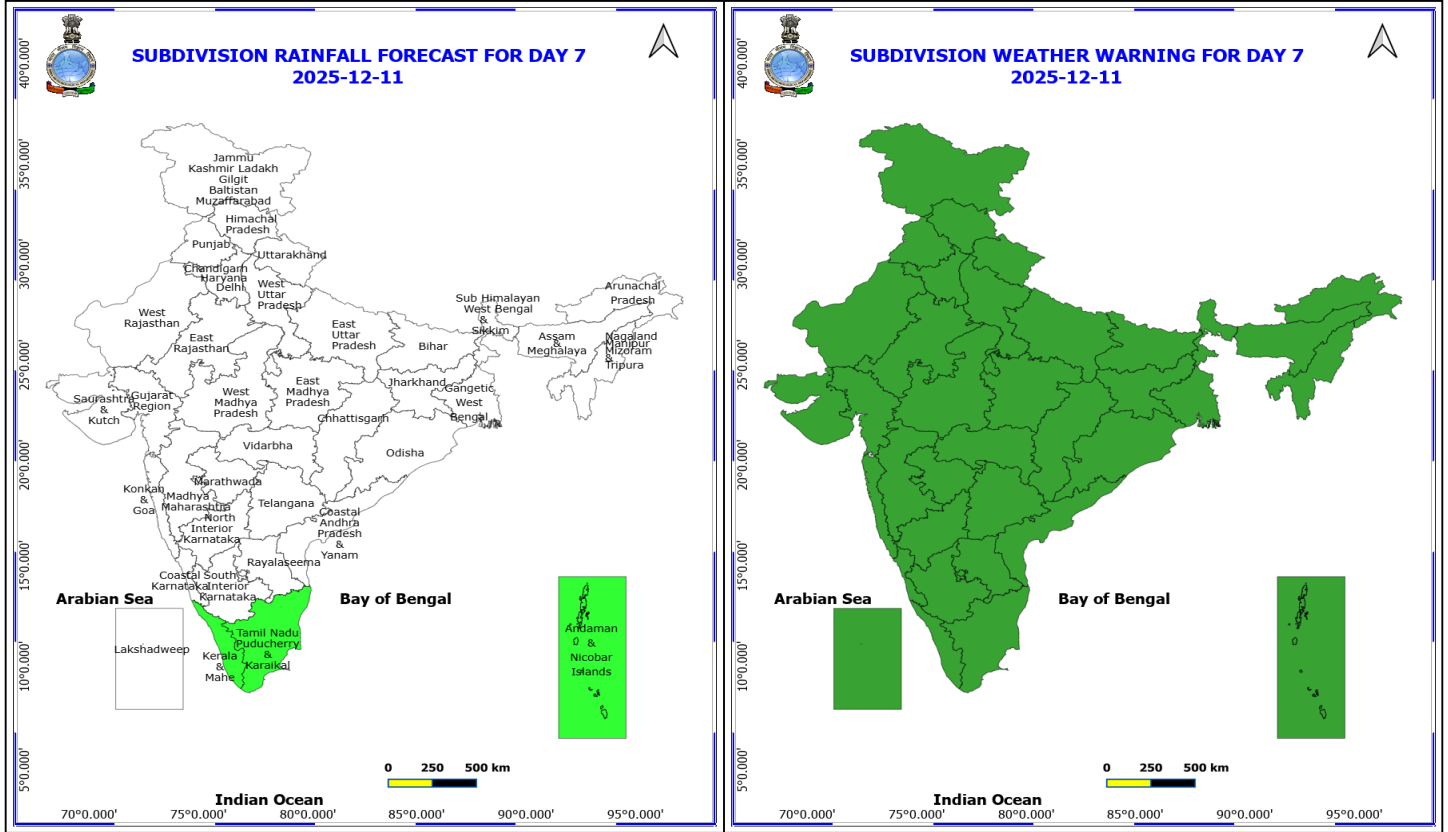 SUBDIVISION RAINFALL FORECAST FOR DAY 7
2025-12-11
40°0.000'
35°0.000'
30°0.000'
25°0.000'
20°0.000'
15°0.000'
10°0.000'
5°0.000'
Jammu
Kashmir Ladakh
Gilgit
Baltistan
Muzaffarabad
Himachal
Pradesh
Punjab
Uttarakhand
Chandigarh
Haryana
Delhi
West
Uttar
Pradesh
Arunachal
Pradesh
Sub Himalayan
West Bengal
&
Sikkim
West
Rajasthan
East
Rajasthan
East
Uttar
Pradesh
Bihar
Assam
&
Meghalaya
Nagaland
Manipur
Mizoram
&
Tripura
Saurashtra
&
Kutch
Gujarat
Region
West
Madhya
Pradesh
East
Madhya
Pradesh
Jharkhand
Gangetic
West
Bengal
Chhattisgarh
Vidarbha
Odisha
Konkan
&
Goa
Marathwada
Madhya
Maharashtra
Telangana
North
Interior
Karnataka
Coastal
Andhra
Pradesh
&
Yanam
Rayalaseema
Coastal
Karnataka
South
Interior
Karnataka
Arabian Sea
Bay of Bengal
Lakshadweep
Kerala
&
Mahe
Tamil Nadu
Puducherry
&
Karaikal
Andaman
&
Nicobar
Islands
0 250 500 km
Indian Ocean
70°0.000' 75°0.000' 80°0.000' 85°0.000' 90°0.000' 95°0.000'
SUBDIVISION WEATHER WARNING FOR DAY 7
2025-12-11
40°0.000'
35°0.000'
30°0.000'
25°0.000'
20°0.000'
15°0.000'
10°0.000'
5°0.000'
Arabian Sea
Bay of Bengal
0 250 500 km
Indian Ocean
70°0.000' 75°0.000' 80°0.000' 85°0.000' 90°0.000' 95°0.000'